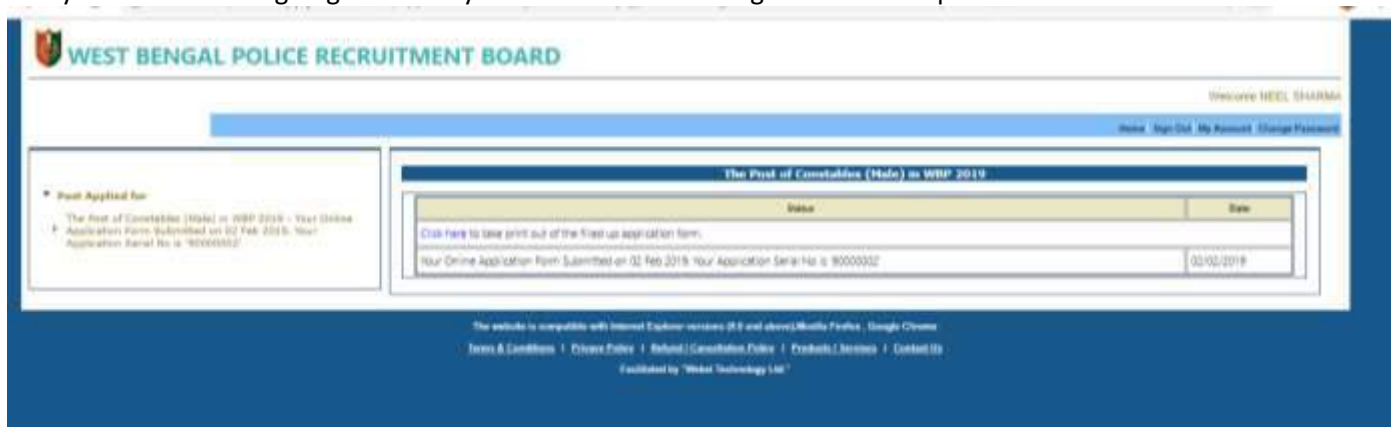 WEST BENGAL POLICE RECRUITMENT BOARD
Welcome NEEL SHARMA
Home Sign Out My Account Change Password
Post Applied for
The Post of Constables (Male) in WBP 2019 - Your Online
Application Form Submitted on 02 Feb 2019. Your
Application Serial No is '90000002'
The Post of Constables (Male) in WBP 2019
Status Date
Click here to take print out of the filled up application form.
Your Online Application Form Submitted on 02 Feb 2019. Your Application Serial No is '90000002' 02/02/2019
The website is compatible with Internet Explorer versions (8.0 and above),Mozilla Firefox , Google Chrome
Terms & Conditions | Privacy Policy | Refund / Cancellation Policy | Products / Services | Contact Us
Facilitated by "Webel Technology Ltd."